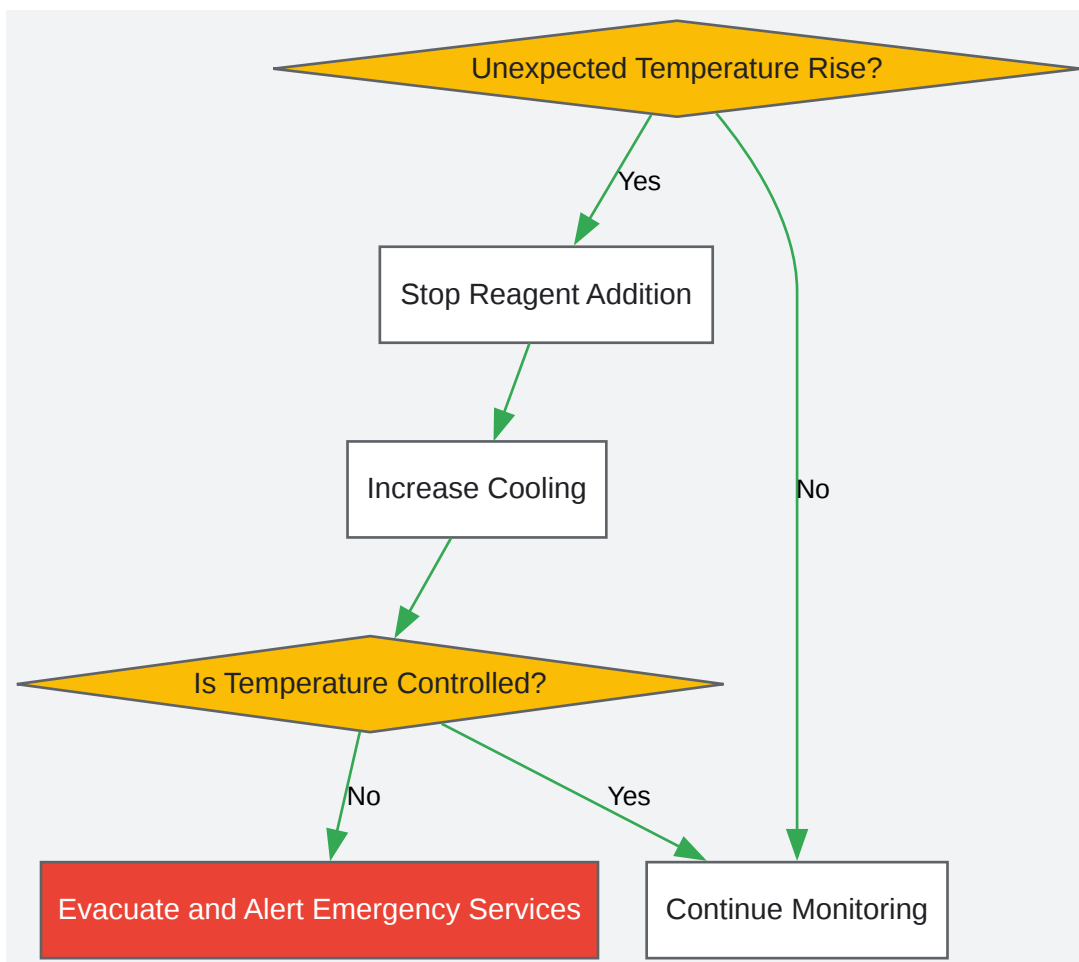 Unexpected Temperature Rise?
Yes
Stop Reagent Addition
Increase Cooling
No
Is Temperature Controlled?
No
Yes
Evacuate and Alert Emergency Services
Continue Monitoring